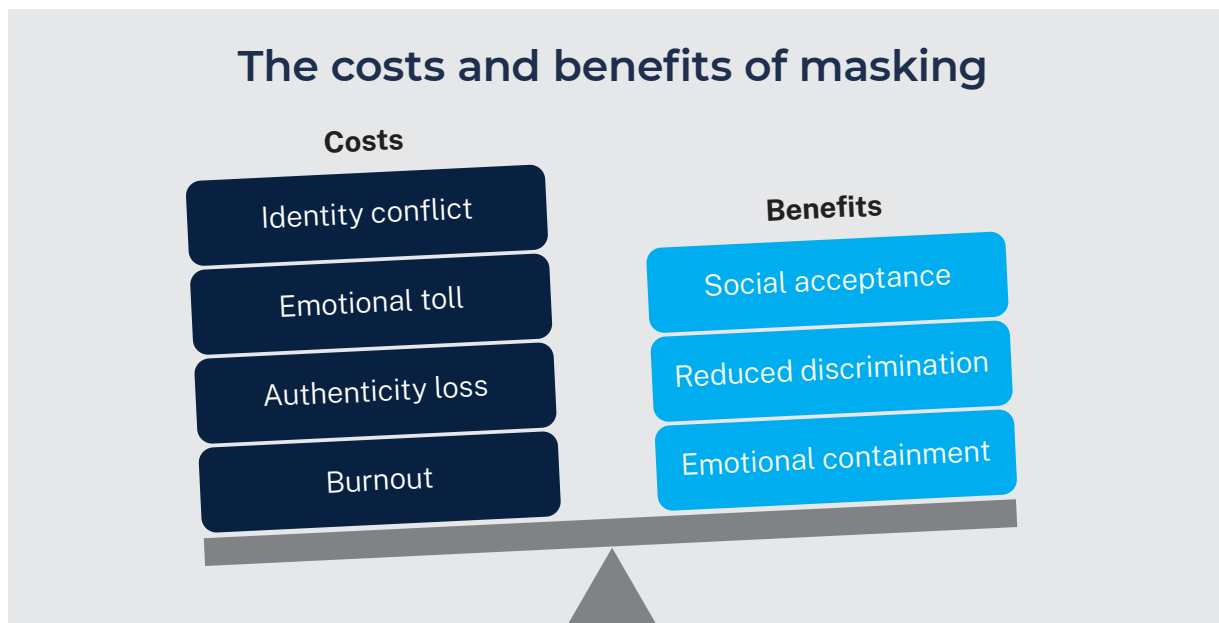 The costs and benefits of masking
Costs
Identity conflict
Emotional toll
Authenticity loss
Burnout
Benefits
Social acceptance
Reduced discrimination
Emotional containment